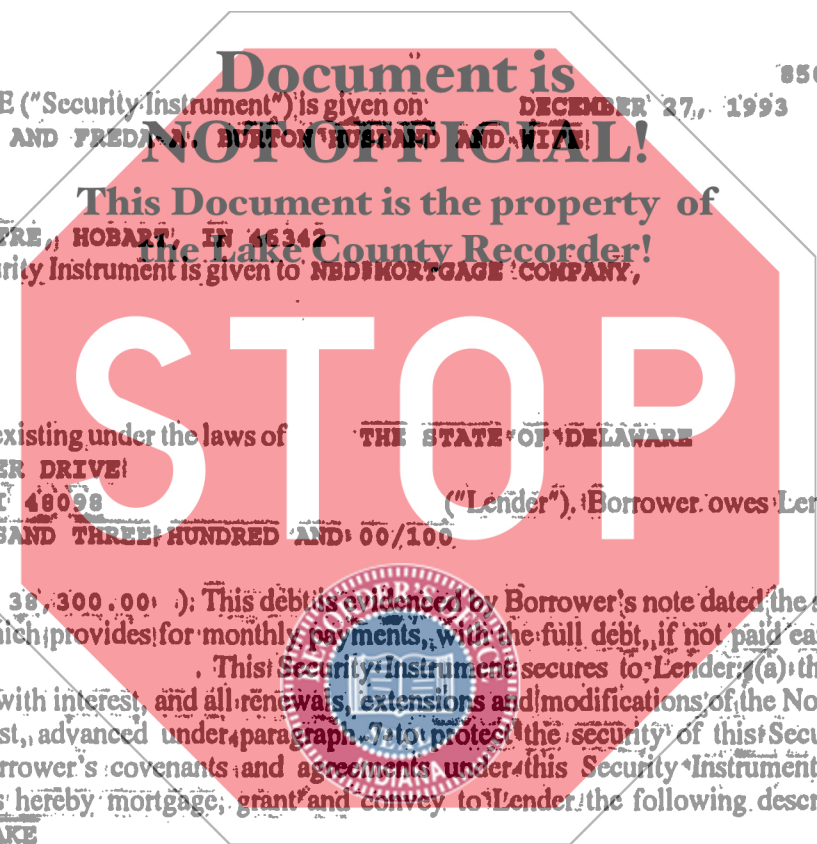 Document is
850
E ("Security Instrument") is given on DECEMBER 27, 1993
NOT OFFICIAL!
AND FREDA A. BURTON HUSBAND AND WIFE
This Document is the property of
HOBART, IN 46342
the Lake County Recorder!
rity Instrument is given to NBD MORTGAGE COMPANY,
STOP
existing under the laws of THE STATE OF DELAWARE
ER DRIVE
48098 ("Lender"). Borrower owes Len
SAND THREE HUNDRED AND 00/100
38,300.00 ). This debt is evidenced by Borrower's note dated the s
hich provides for monthly payments, with the full debt, if not paid ea
This Security Instrument secures to Lender: (a) th
with interest, and all renewals, extensions and modifications of the No
st, advanced under paragraph 7 to protect the security of this Secu
rrower's covenants and agreements under this Security Instrument
s hereby mortgage, grant and convey to Lender the following descr
AKE
RECORDER'S OFFICE
INDIANA